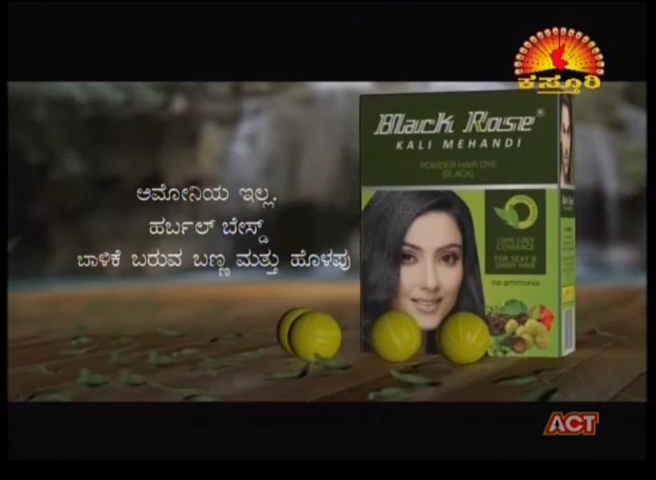 ಕಸ್ತೂರಿ
Black Rose
KALI MEHANDI
POWDER HAIR DYE
(BLACK)
ಆಮೋನಿಯ ಇಲ್ಲ.
ಹರ್ಬಲ್ ಬೇಸ್ಡ್
ಬಾಳಿಕೆ ಬರುವ ಬಣ್ಣ ಮತ್ತು ಹೊಳಪು
100% GREY
COVERAGE
FOR SILKY &
SHINY HAIR
no ammonia
ACT